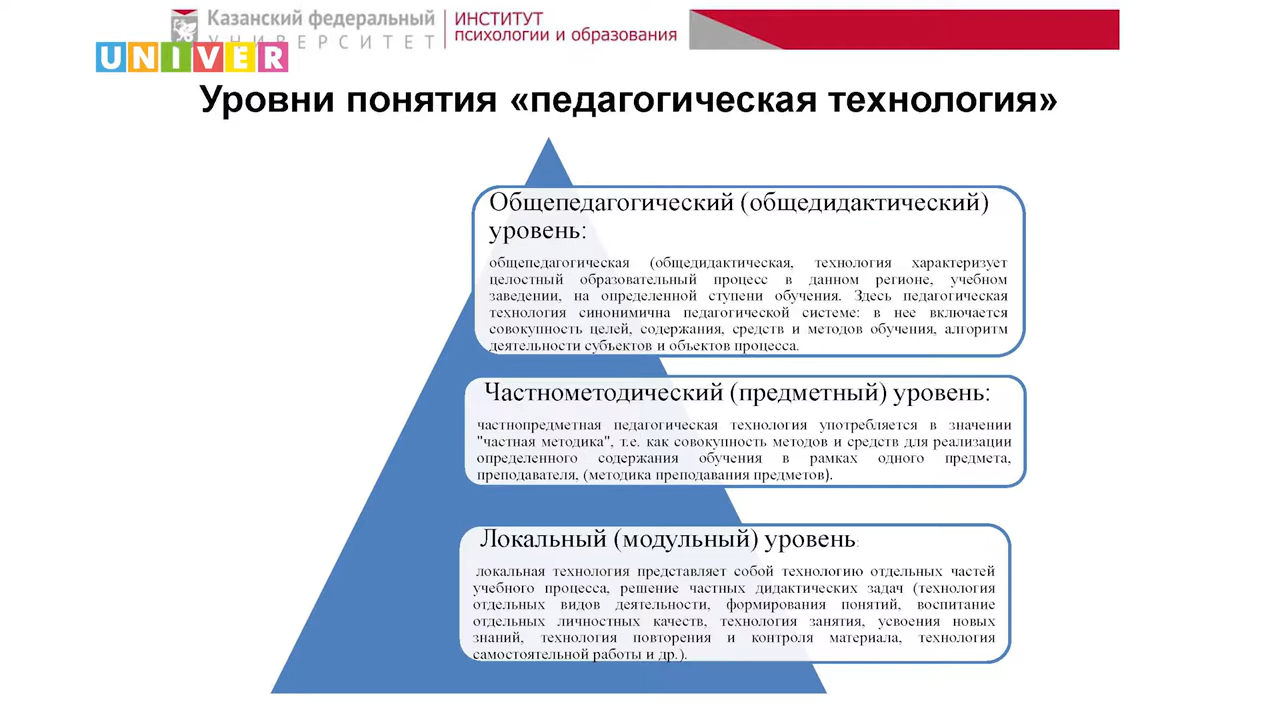 Казанский федеральный
УНИВЕРСИТЕТ
ИНСТИТУТ
ПСИХОЛОГИИ И ОБРАЗОВАНИЯ
UNIVER
Уровни понятия «педагогическая технология»
Общепедагогический (общедидактический)
уровень:
общепедагогическая (общедидактическая, технология характеризует
целостный образовательный процесс в данном регионе, учебном
заведении, на определенной ступени обучения. Здесь педагогическая
технология синонимична педагогической системе: в нее включается
совокупность целей, содержания, средств и методов обучения, алгоритм
деятельности субъектов и объектов процесса.
Частнометодический (предметный) уровень:
частнопредметная педагогическая технология употребляется в значении
"частная методика", т.е. как совокупность методов и средств для реализации
определенного содержания обучения в рамках одного предмета,
преподавателя, (методика преподавания предметов).
Локальный (модульный) уровень:
локальная технология представляет собой технологию отдельных частей
учебного процесса, решение частных дидактических задач (технология
отдельных видов деятельности, формирования понятий, воспитание
отдельных личностных качеств, технология занятия, усвоения новых
знаний, технология повторения и контроля материала, технология
самостоятельной работы и др.).